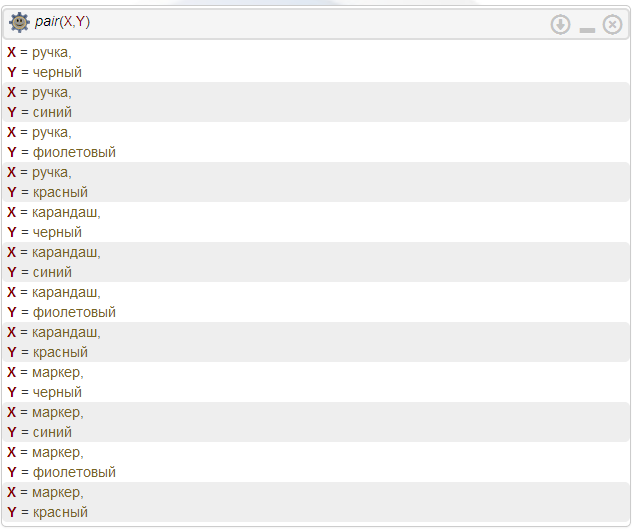 pair(X,Y)
X = ручка,
Y = черный
X = ручка,
Y = синий
X = ручка,
Y = фиолетовый
X = ручка,
Y = красный
X = карандаш,
Y = черный
X = карандаш,
Y = синий
X = карандаш,
Y = фиолетовый
X = карандаш,
Y = красный
X = маркер,
Y = черный
X = маркер,
Y = синий
X = маркер,
Y = фиолетовый
X = маркер,
Y = красный